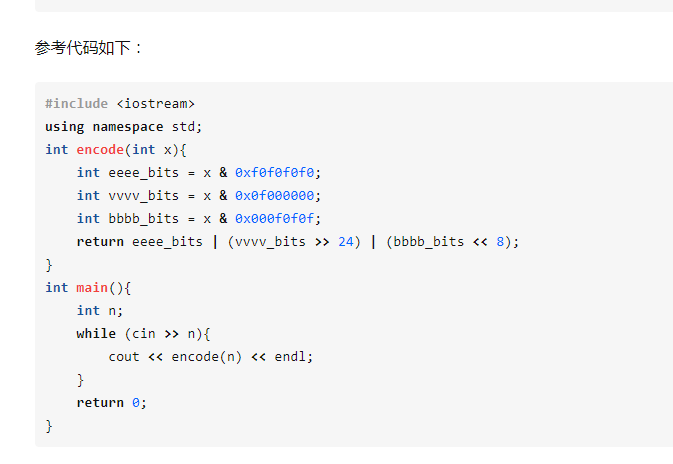 参考代码如下：
#include <iostream>
using namespace std;
int encode(int x){
    int eeee_bits = x & 0xf0f0f0f0;
    int vvvv_bits = x & 0x0f000000;
    int bbbb_bits = x & 0x000f0f0f;
    return eeee_bits | (vvvv_bits >> 24) | (bbbb_bits << 8);
}
int main(){
    int n;
    while (cin >> n){
        cout << encode(n) << endl;
    }
    return 0;
}